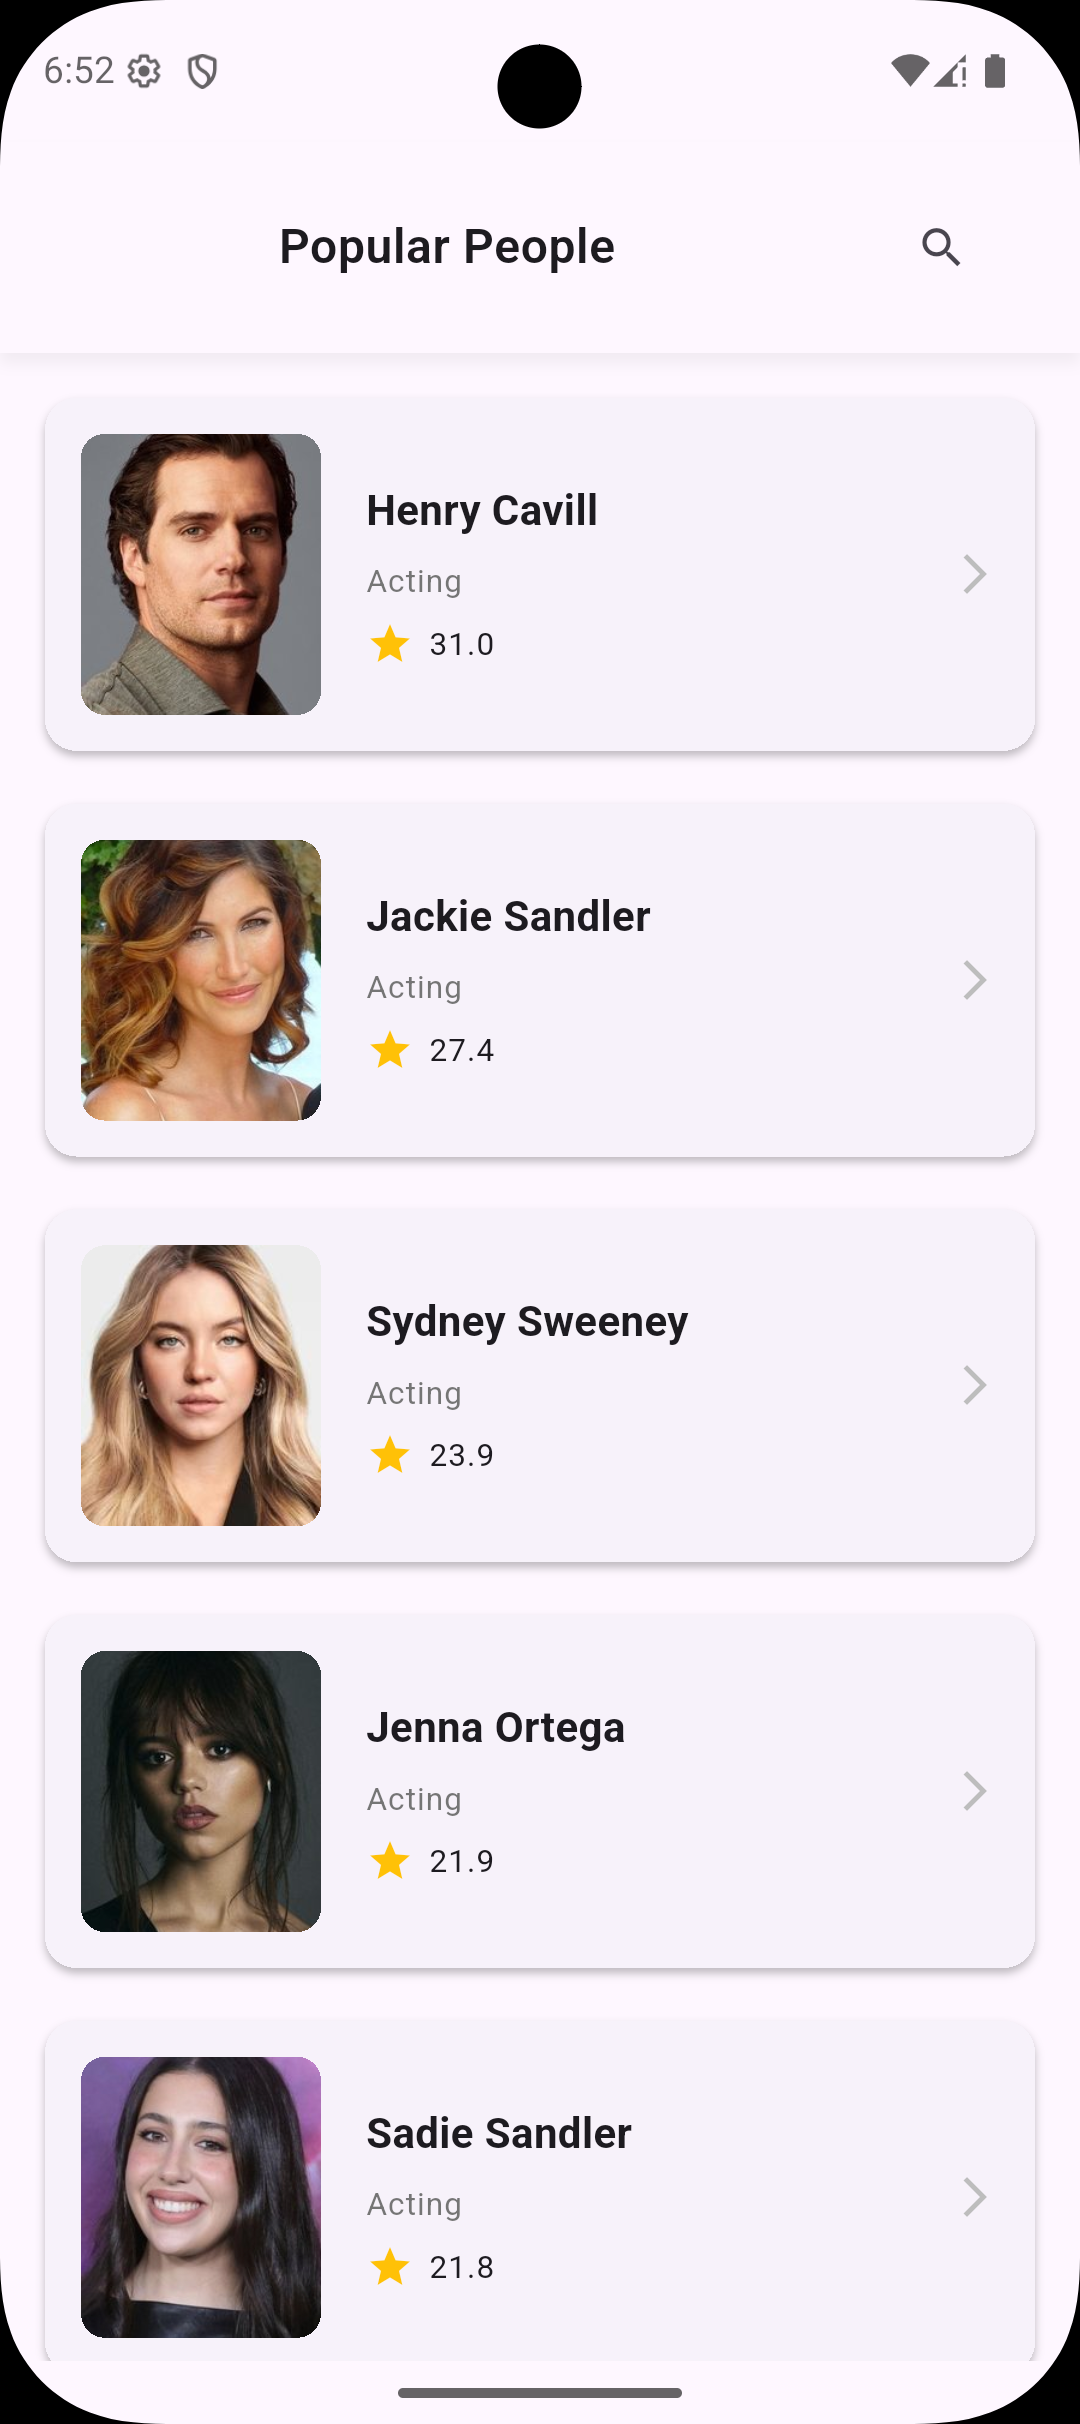 6:52
Popular People
Henry Cavill
Acting
31.0
Jackie Sandler
Acting
27.4
Sydney Sweeney
Acting
23.9
Jenna Ortega
Acting
21.9
Sadie Sandler
Acting
21.8